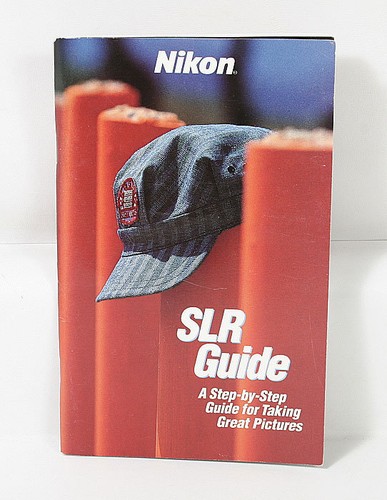 Nikon
SLR
Guide
A Step-by-Step
Guide for Taking
Great Pictures